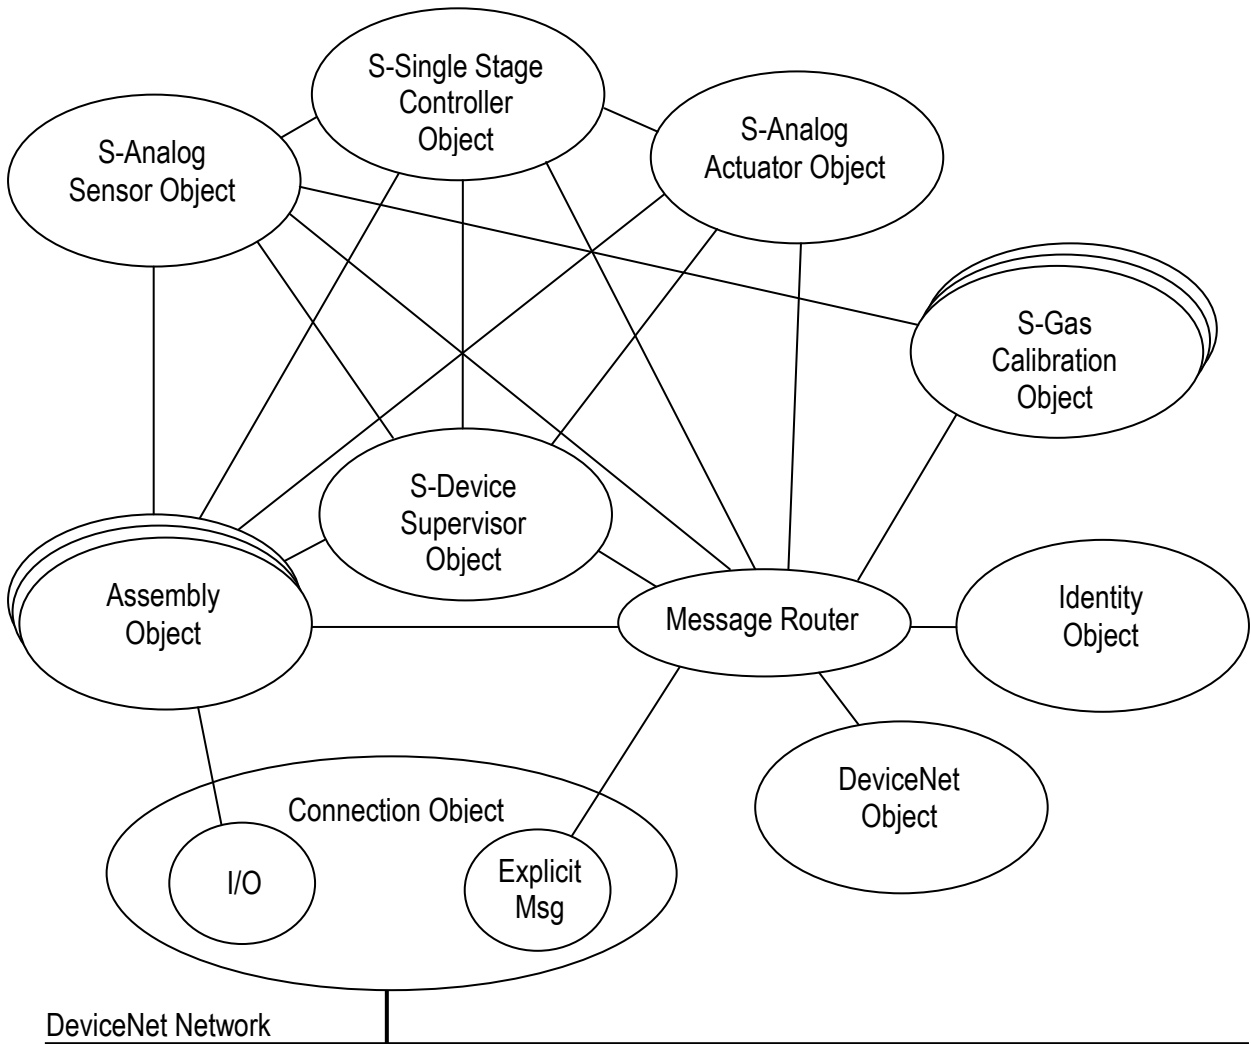 S-Single Stage
Controller
Object
S-Analog
Sensor Object
S-Analog
Actuator Object
S-Gas
Calibration
Object
S-Device
Supervisor
Object
Assembly
Object
Message Router
Identity
Object
DeviceNet
Object
Connection Object
I/O
Explicit
Msg
DeviceNet Network